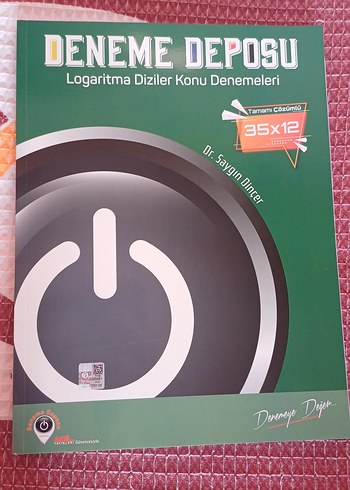 DENEME DEPOSU
Logaritma Diziler Konu Denemeleri
Tamamı Çözümlü
35x12
Dr. Saygın Dinçer
Denemeye Değer..